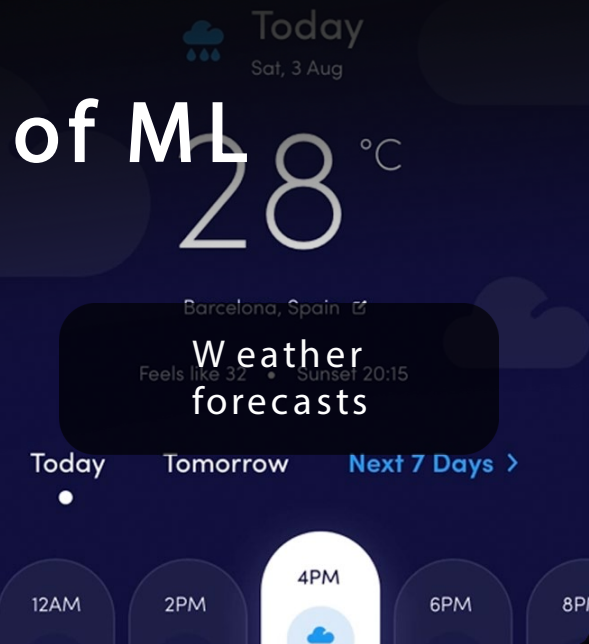 Today
Sat, 3 Aug
of ML
28 °C
Barcelona, Spain
Weather
Feels like 32 • Sunset 20:15
forecasts
Today Tomorrow Next 7 Days >
4PM
12AM 2PM 6PM